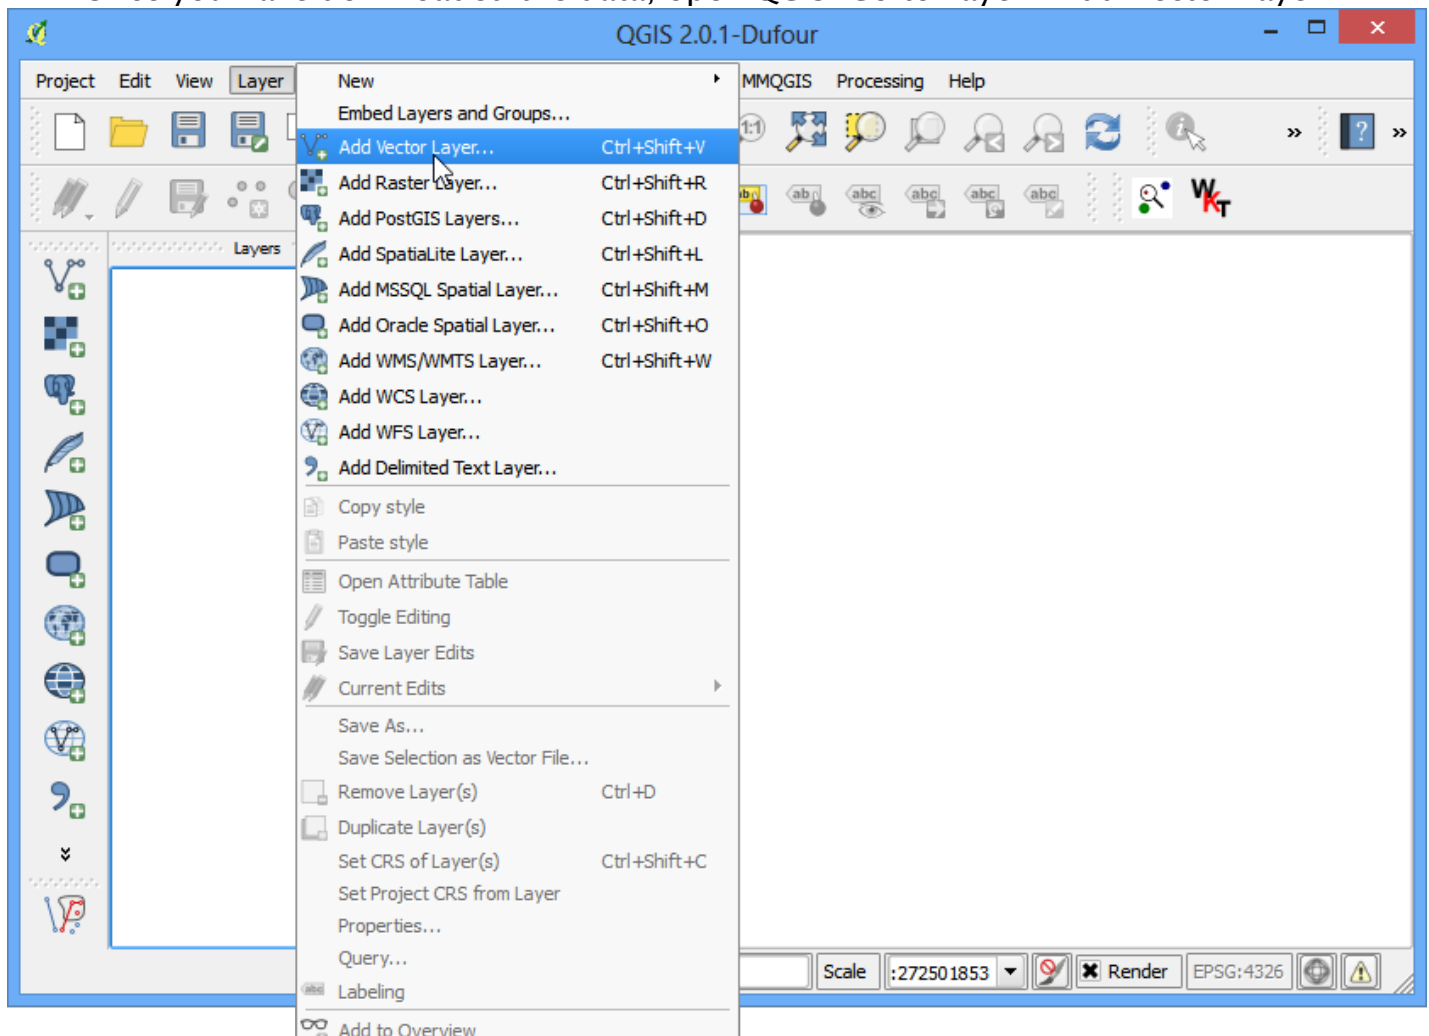 QGIS 2.0.1-Dufour
Project Edit View Layer MMQGIS Processing Help
New
Embed Layers and Groups...
Add Vector Layer... Ctrl+Shift+V
Add Raster Layer... Ctrl+Shift+R
Add PostGIS Layers... Ctrl+Shift+D
Layers
Add SpatiaLite Layer... Ctrl+Shift+L
Add MSSQL Spatial Layer... Ctrl+Shift+M
Add Oracle Spatial Layer... Ctrl+Shift+O
Add WMS/WMTS Layer... Ctrl+Shift+W
Add WCS Layer...
Add WFS Layer...
Add Delimited Text Layer...
Copy style
Paste style
Open Attribute Table
Toggle Editing
Save Layer Edits
Current Edits
Save As...
Save Selection as Vector File...
Remove Layer(s) Ctrl+D
Duplicate Layer(s)
Set CRS of Layer(s) Ctrl+Shift+C
Set Project CRS from Layer
Properties...
Query...
Labeling
Add to Overview
Scale :272501853 Render EPSG:4326